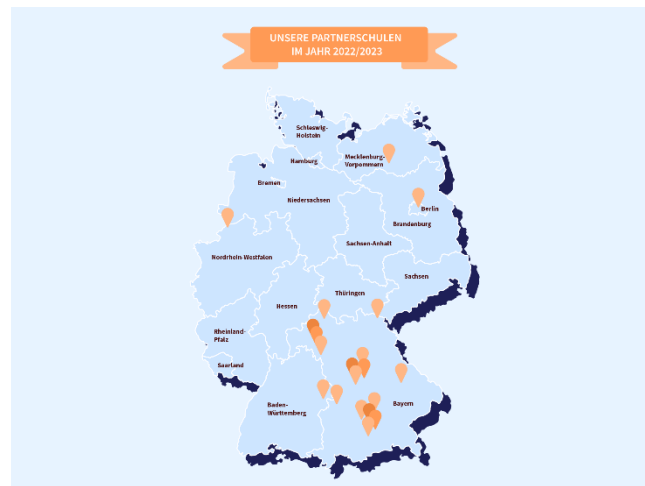 UNSERE PARTNERSCHULEN
IM JAHR 2022/2023
Schleswig-
Holstein
Hamburg
Mecklenburg-
Vorpommern
Bremen
Niedersachsen
Berlin
Brandenburg
Sachsen-Anhalt
Nordrhein-Westfalen
Sachsen
Thüringen
Hessen
Rheinland-
Pfalz
Saarland
Baden-
Württemberg
Bayern